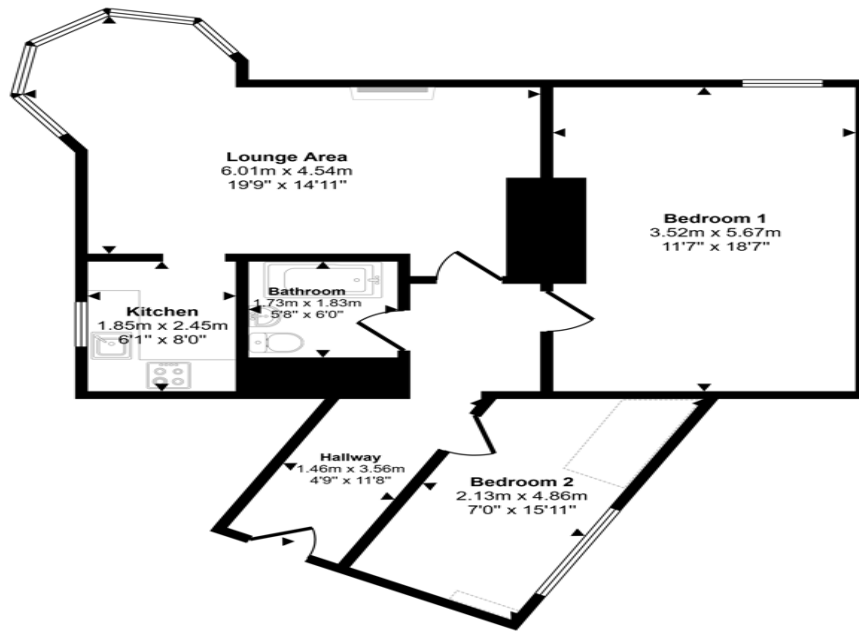 Lounge Area
6.01m x 4.54m
19'9" x 14'11"
Bedroom 1
3.52m x 5.67m
11'7" x 18'7"
Bathroom
1.73m x 1.83m
5'8" x 6'0"
Kitchen
1.85m x 2.45m
6'1" x 8'0"
Hallway
1.46m x 3.56m
4'9" x 11'8"
Bedroom 2
2.13m x 4.86m
7'0" x 15'11"